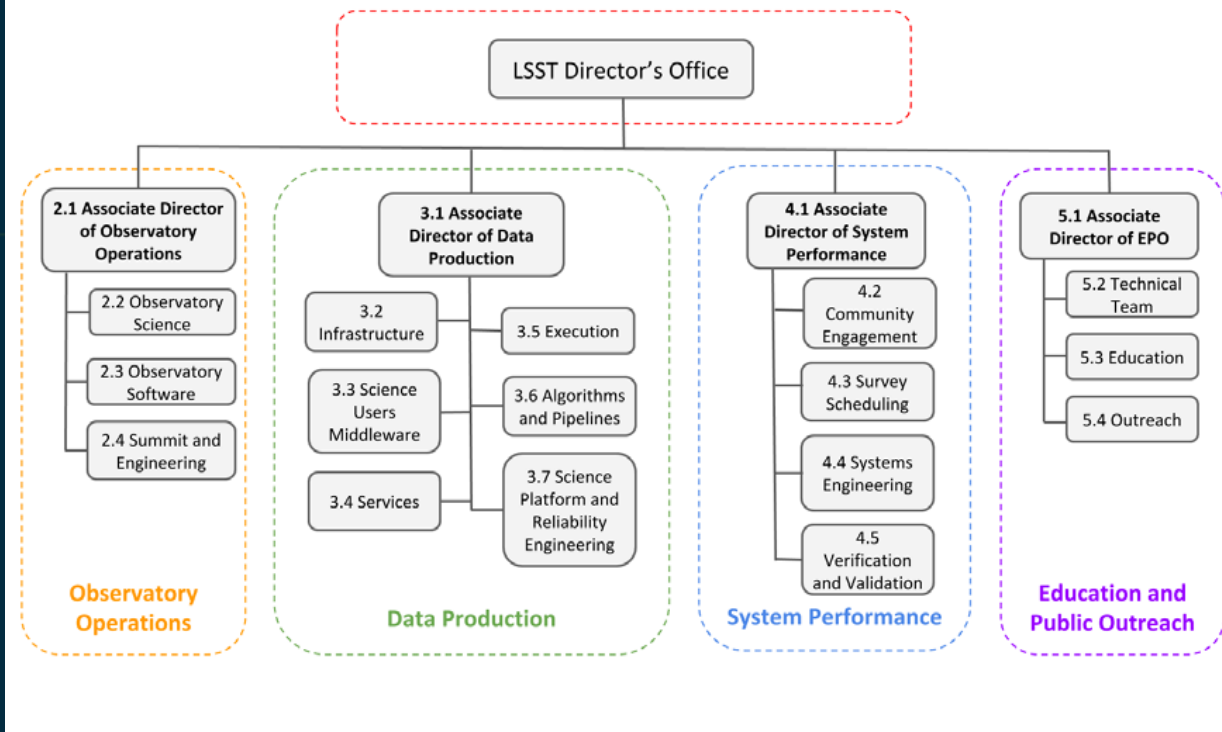 LSST Director's Office
2.1 Associate Director
of Observatory
Operations
2.2 Observatory
Science
2.3 Observatory
Software
2.4 Summit and
Engineering
Observatory
Operations
3.1 Associate
Director of Data
Production
3.2
Infrastructure
3.3 Science
Users
Middleware
3.4 Services
3.5 Execution
3.6 Algorithms
and Pipelines
3.7 Science
Platform and
Reliability
Engineering
Data Production
4.1 Associate
Director of System
Performance
4.2
Community
Engagement
4.3 Survey
Scheduling
4.4 Systems
Engineering
4.5
Verification
and Validation
System Performance
5.1 Associate
Director of EPO
5.2 Technical
Team
5.3 Education
5.4 Outreach
Education and
Public Outreach